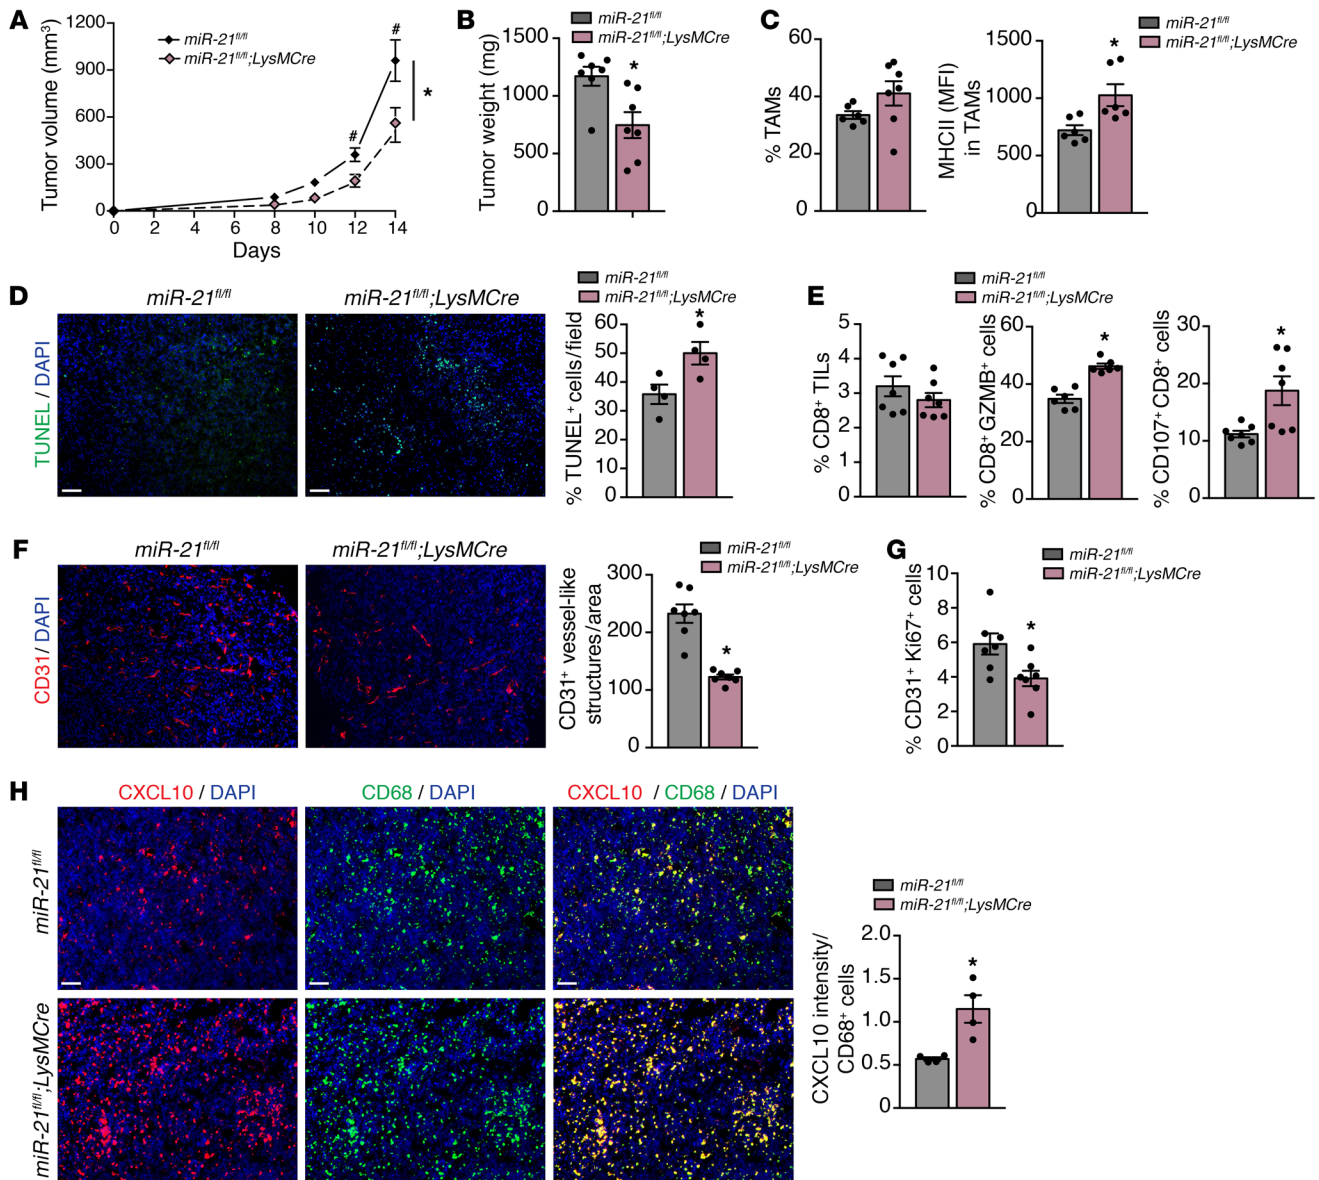 A
Tumor volume (mm³)
1200
900
600
300
0
0 2 4 6 8 10 12 14
Days
miR-21fl/fl
miR-21fl/fl;LysMCre
#
#
*
B
miR-21fl/fl
miR-21fl/fl;LysMCre
Tumor weight (mg)
1500
1000
500
0
*
C
miR-21fl/fl
miR-21fl/fl;LysMCre
% TAMs
60
40
20
0
MHCII (MFI)
in TAMs
1500
1000
500
0
*
D
miR-21fl/fl
miR-21fl/fl;LysMCre
TUNEL / DAPI
miR-21fl/fl
miR-21fl/fl;LysMCre
% TUNEL⁺ cells/field
60
50
40
30
20
10
0
*
E
miR-21fl/fl
miR-21fl/fl;LysMCre
% CD8⁺ TILs
5
4
3
2
1
0
% CD8⁺ GZMB⁺ cells
60
40
20
0
*
% CD107⁺ CD8⁺ cells
30
20
10
0
*
F
miR-21fl/fl
miR-21fl/fl;LysMCre
CD31/ DAPI
miR-21fl/fl
miR-21fl/fl;LysMCre
CD31⁺ vessel-like
structures/area
300
200
100
0
*
G
miR-21fl/fl
miR-21fl/fl;LysMCre
% CD31⁺ Ki67⁺ cells
10
8
6
4
2
0
*
H
CXCL10 / DAPI
CD68 / DAPI
CXCL10 / CD68 / DAPI
miR-21fl/fl
miR-21fl/fl;LysMCre
miR-21fl/fl
miR-21fl/fl;LysMCre
CXCL10 intensity/
CD68⁺ cells
2.0
1.5
1.0
0.5
0
*